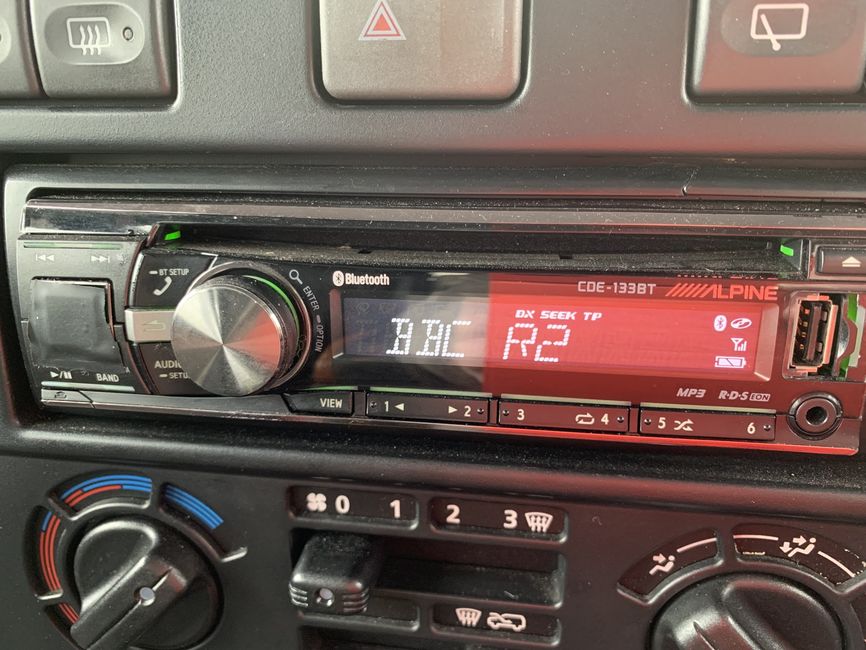 BT SETUP
Bluetooth
CDE-133BT ALPINE
ENTER
OPTION
DX SEEK TP
BBC R2
AUDIO
SETU
BAND
VIEW
1 2 3 4 5 6
MP3 R·D·S EON
0 1 2 3